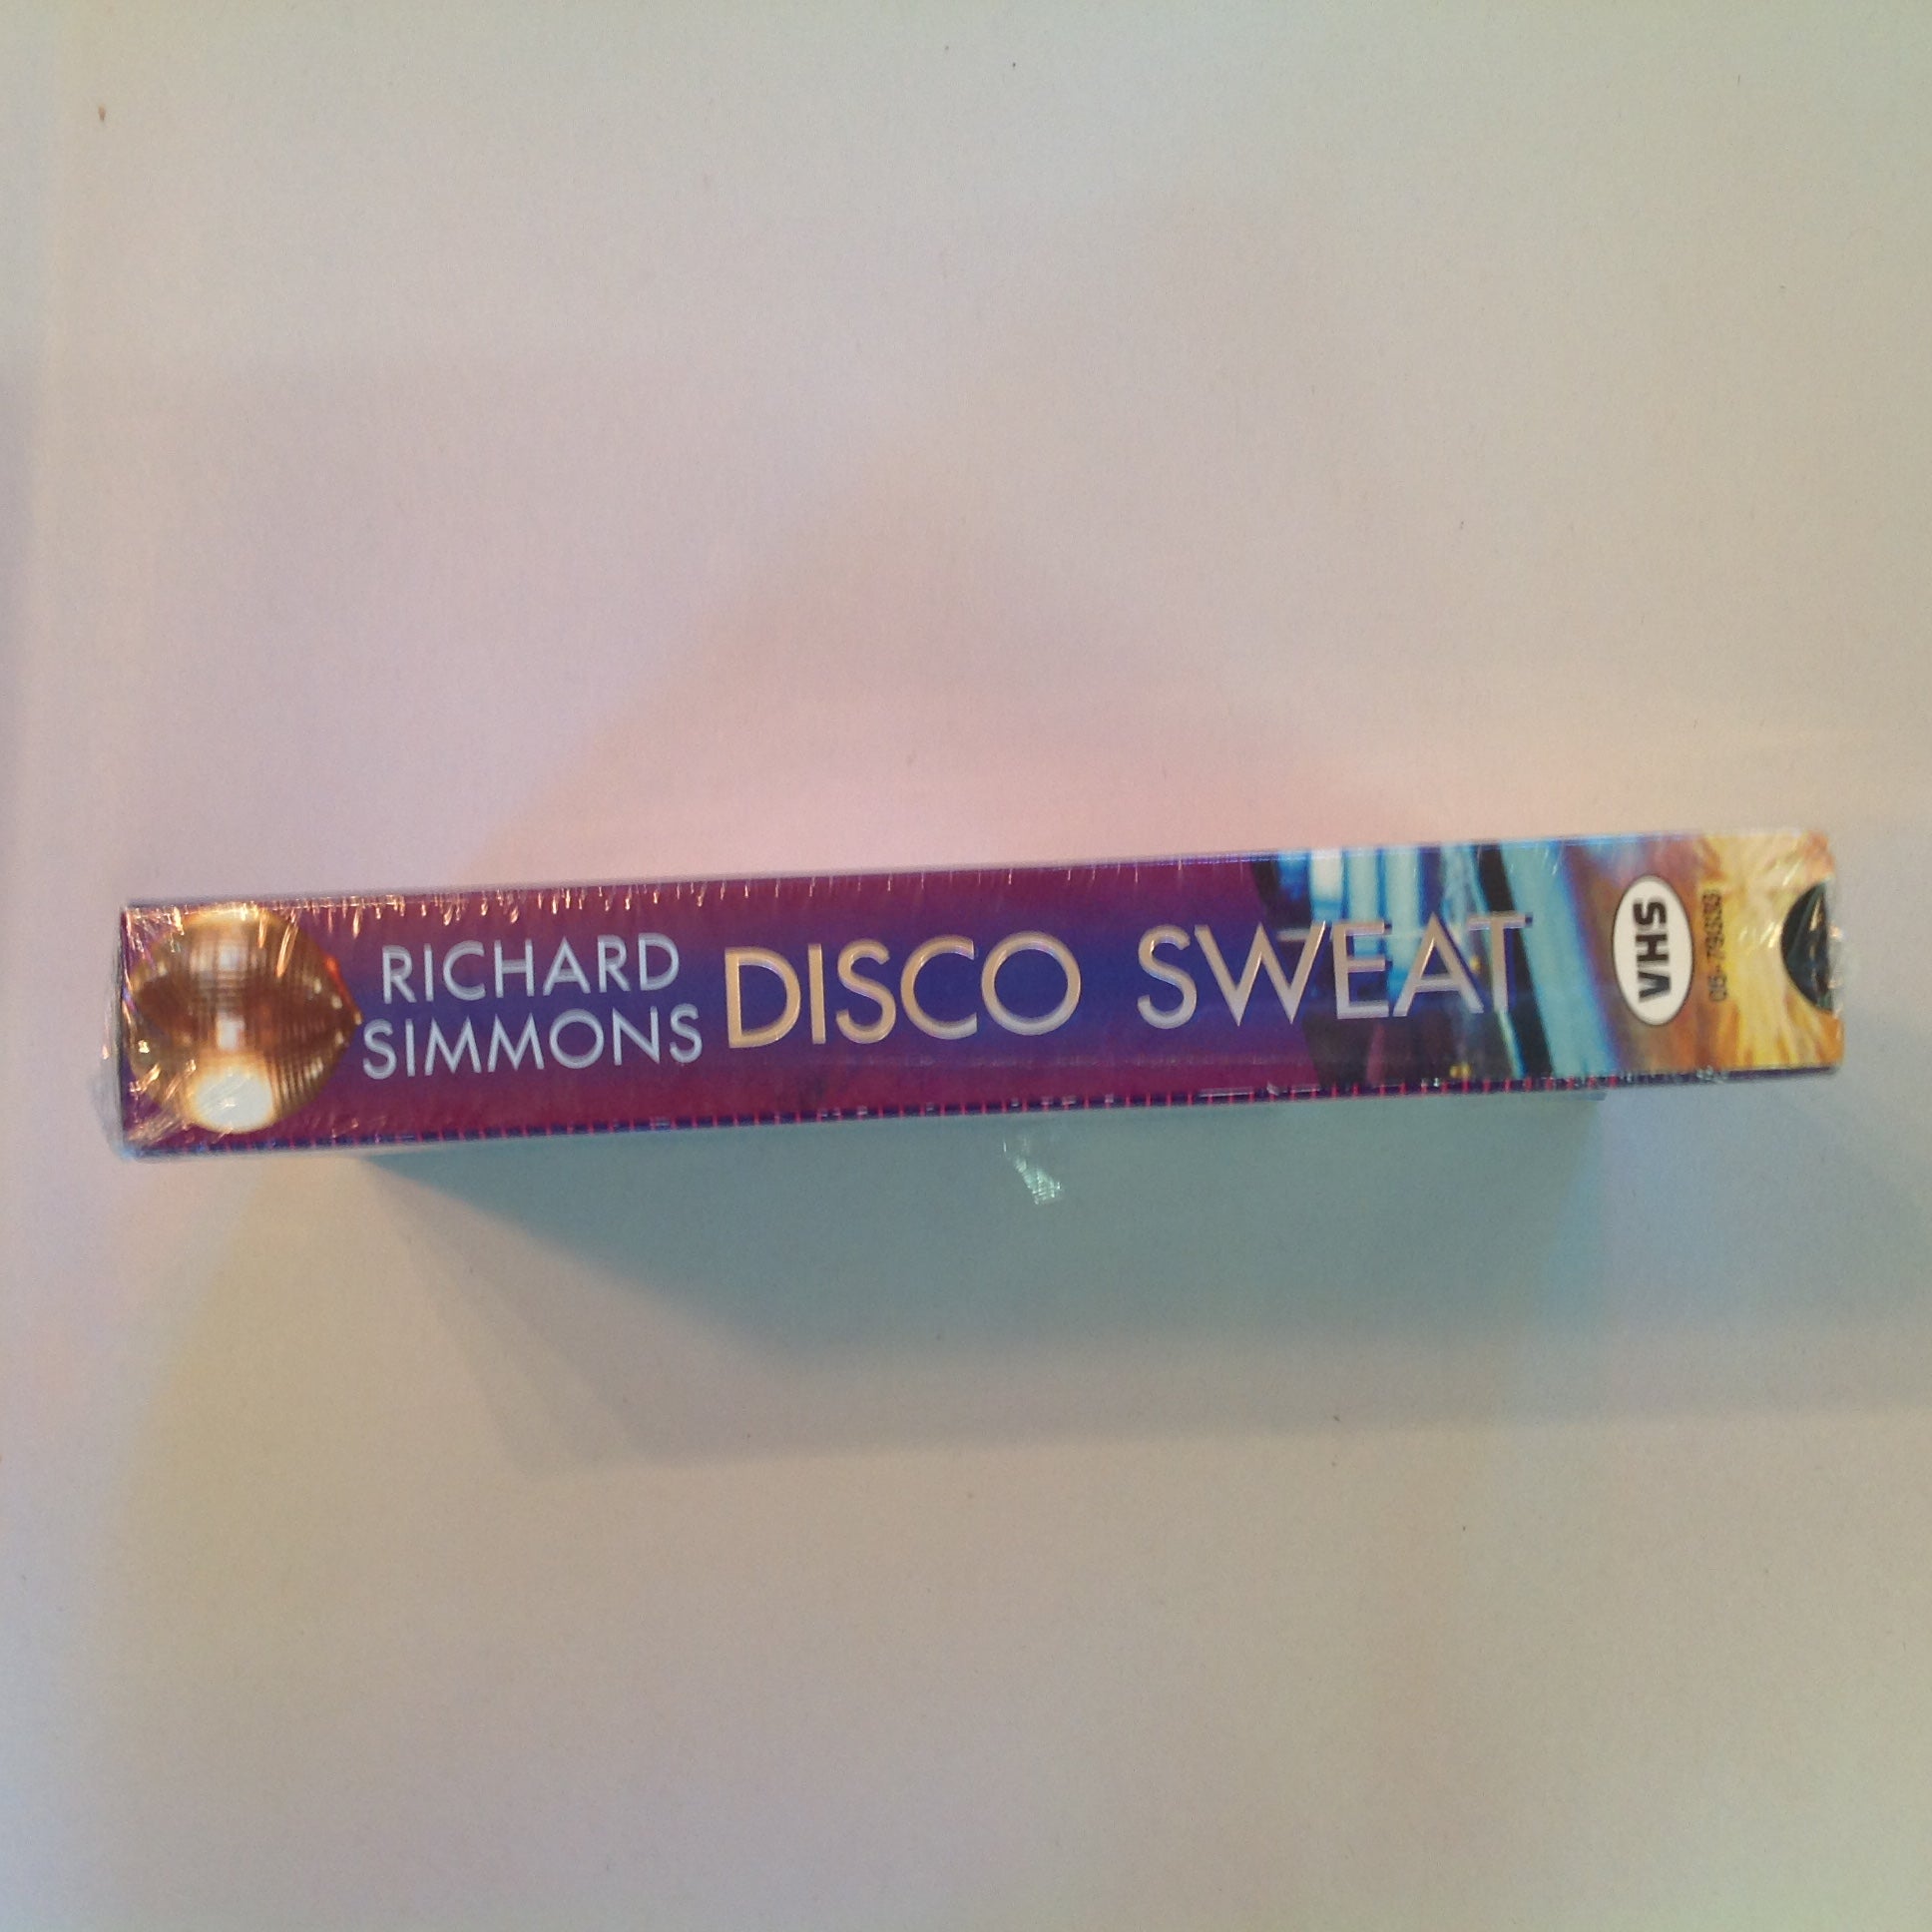 RICHARD
SIMMONS
DISCO SWEAT
VHS